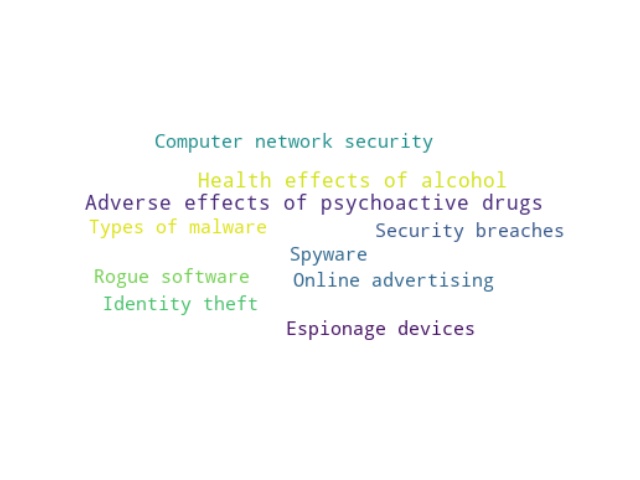 Computer network security
Health effects of alcohol
Adverse effects of psychoactive drugs
Types of malware
Security breaches
Spyware
Rogue software
Online advertising
Identity theft
Espionage devices